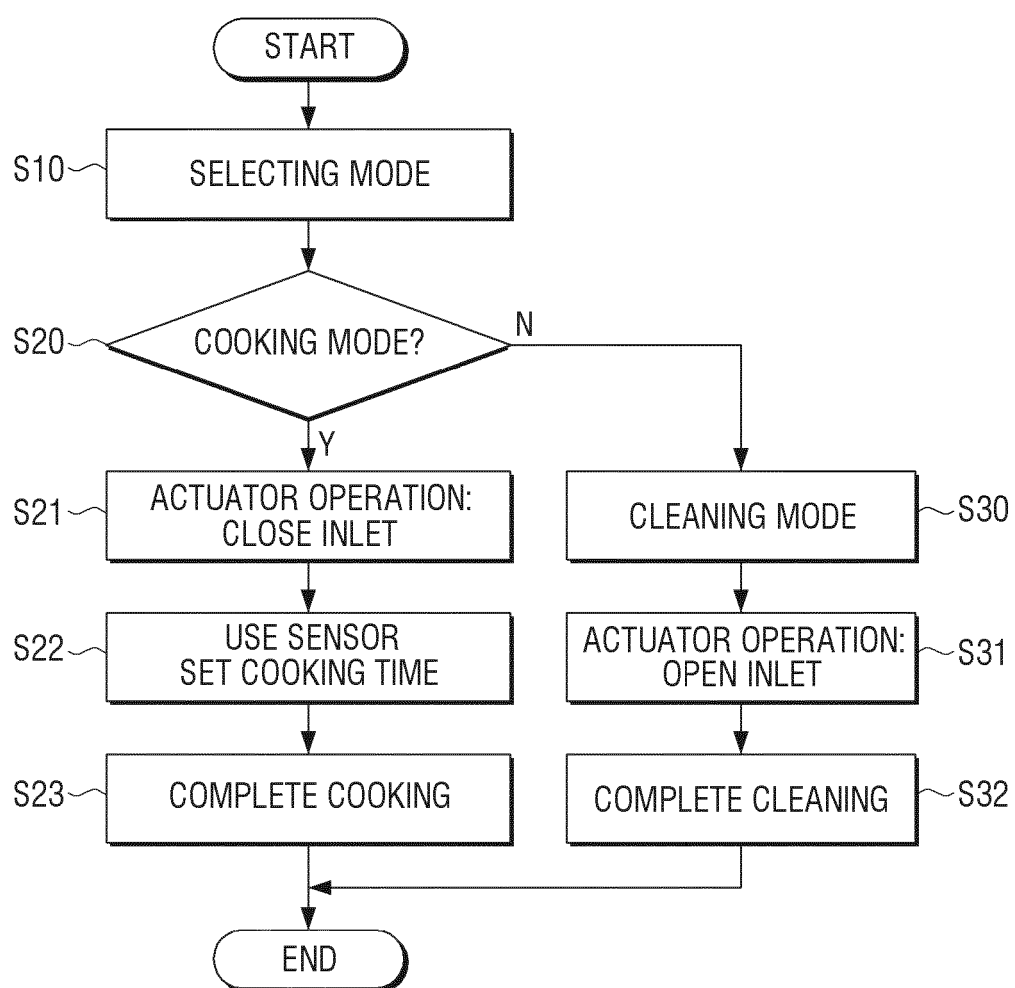 START
S10
SELECTING MODE
S20
COOKING MODE?
N
Y
S21
ACTUATOR OPERATION:
CLOSE INLET
CLEANING MODE
S30
S22
USE SENSOR
SET COOKING TIME
ACTUATOR OPERATION:
OPEN INLET
S31
S23
COMPLETE COOKING
COMPLETE CLEANING
S32
END